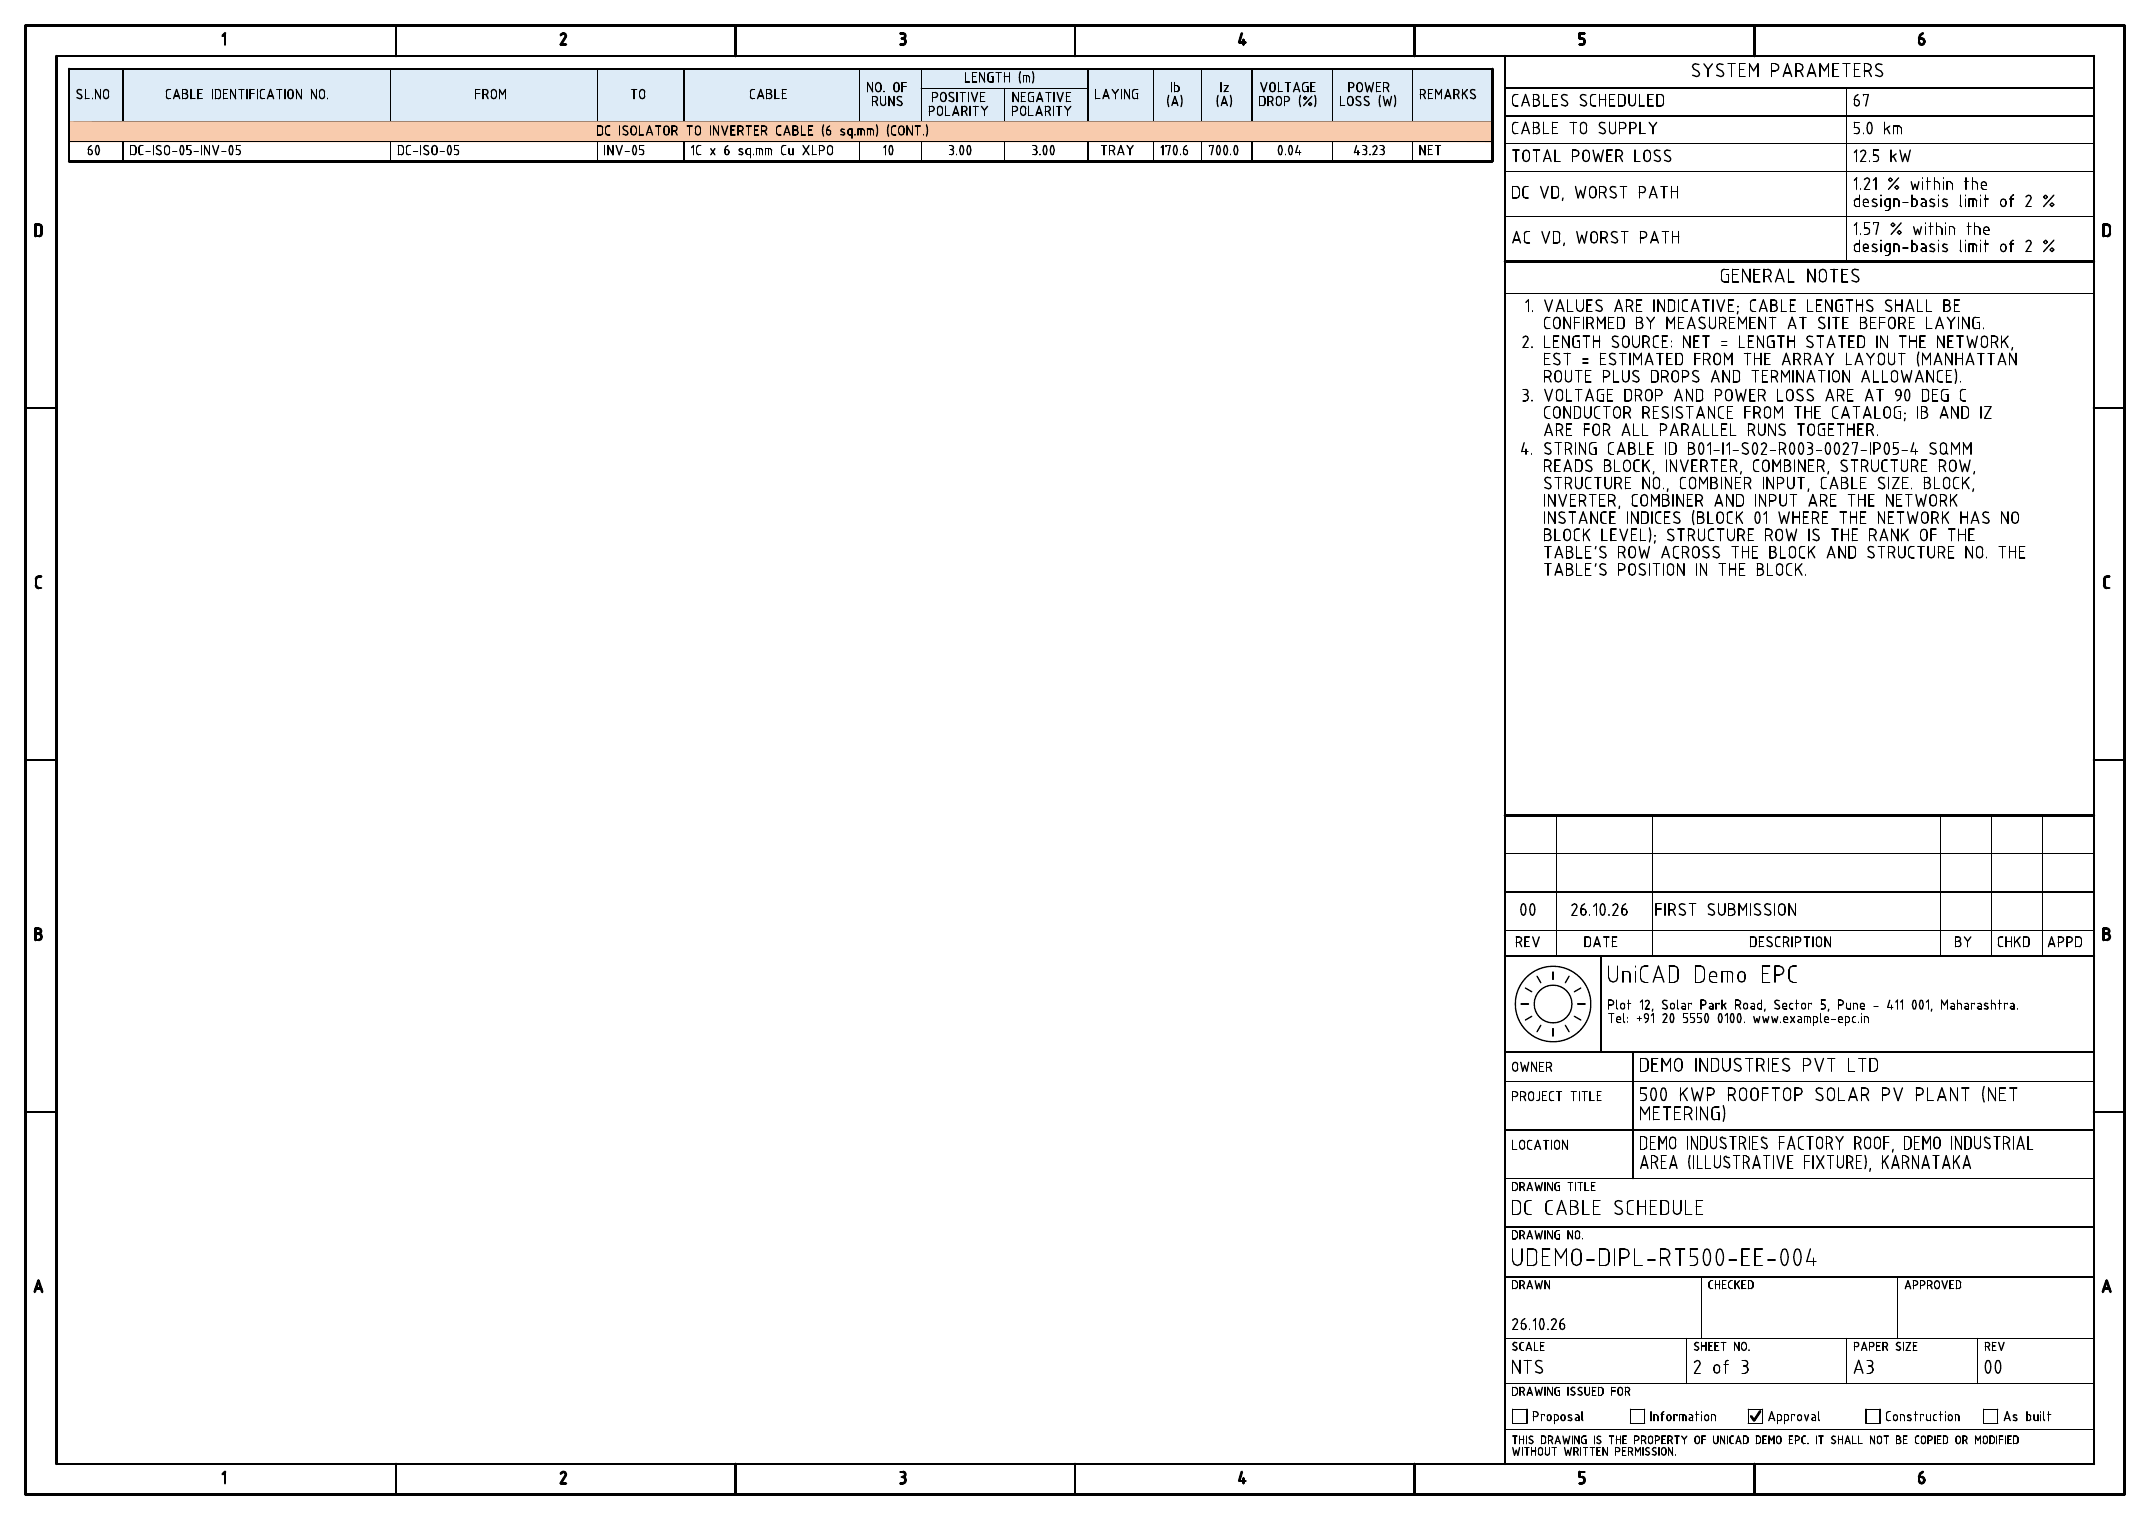 1 2 3 4 5 6
SL.NO CABLE IDENTIFICATION NO. FROM TO CABLE NO. OF RUNS LENGTH (m) POSITIVE POLARITY NEGATIVE POLARITY LAYING Ib (A) Iz (A) VOLTAGE DROP (%) POWER LOSS (W) REMARKS
DC ISOLATOR TO INVERTER CABLE (6 sq.mm) (CONT.)
60 DC-ISO-05-INV-05 DC-ISO-05 INV-05 1C x 6 sq.mm Cu XLPO 10 3.00 3.00 TRAY 170.6 700.0 0.04 43.23 NET
SYSTEM PARAMETERS
CABLES SCHEDULED 67
CABLE TO SUPPLY 5.0 km
TOTAL POWER LOSS 12.5 kW
DC VD, WORST PATH 1.21 % within the
design-basis limit of 2 %
AC VD, WORST PATH 1.57 % within the
design-basis limit of 2 %
GENERAL NOTES
1. VALUES ARE INDICATIVE; CABLE LENGTHS SHALL BE
CONFIRMED BY MEASUREMENT AT SITE BEFORE LAYING.
2. LENGTH SOURCE: NET = LENGTH STATED IN THE NETWORK,
EST = ESTIMATED FROM THE ARRAY LAYOUT (MANHATTAN
ROUTE PLUS DROPS AND TERMINATION ALLOWANCE).
3. VOLTAGE DROP AND POWER LOSS ARE AT 90 DEG C
CONDUCTOR RESISTANCE FROM THE CATALOG; IB AND IZ
ARE FOR ALL PARALLEL RUNS TOGETHER.
4. STRING CABLE ID B01-I1-S02-R003-0027-IP05-4 SQMM
READS BLOCK, INVERTER, COMBINER, STRUCTURE ROW,
STRUCTURE NO., COMBINER INPUT, CABLE SIZE. BLOCK,
INVERTER, COMBINER AND INPUT ARE THE NETWORK
INSTANCE INDICES (BLOCK 01 WHERE THE NETWORK HAS NO
BLOCK LEVEL); STRUCTURE ROW IS THE RANK OF THE
TABLE'S ROW ACROSS THE BLOCK AND STRUCTURE NO. THE
TABLE'S POSITION IN THE BLOCK.
D D
C C
B B
A A
00 26.10.26 FIRST SUBMISSION
REV DATE DESCRIPTION BY CHKD APPD
UniCAD Demo EPC
Plot 12, Solar Park Road, Sector 5, Pune - 411 001, Maharashtra.
Tel: +91 20 5550 0100. www.example-epc.in
OWNER DEMO INDUSTRIES PVT LTD
PROJECT TITLE 500 KWP ROOFTOP SOLAR PV PLANT (NET
METERING)
LOCATION DEMO INDUSTRIES FACTORY ROOF, DEMO INDUSTRIAL
AREA (ILLUSTRATIVE FIXTURE), KARNATAKA
DRAWING TITLE
DC CABLE SCHEDULE
DRAWING NO.
UDEMO-DIPL-RT500-EE-004
DRAWN CHECKED APPROVED
26.10.26
SCALE SHEET NO. PAPER SIZE REV
NTS 2 of 3 A3 00
DRAWING ISSUED FOR
Proposal Information Approval Construction As built
THIS DRAWING IS THE PROPERTY OF UNICAD DEMO EPC. IT SHALL NOT BE COPIED OR MODIFIED
WITHOUT WRITTEN PERMISSION.
1 2 3 4 5 6